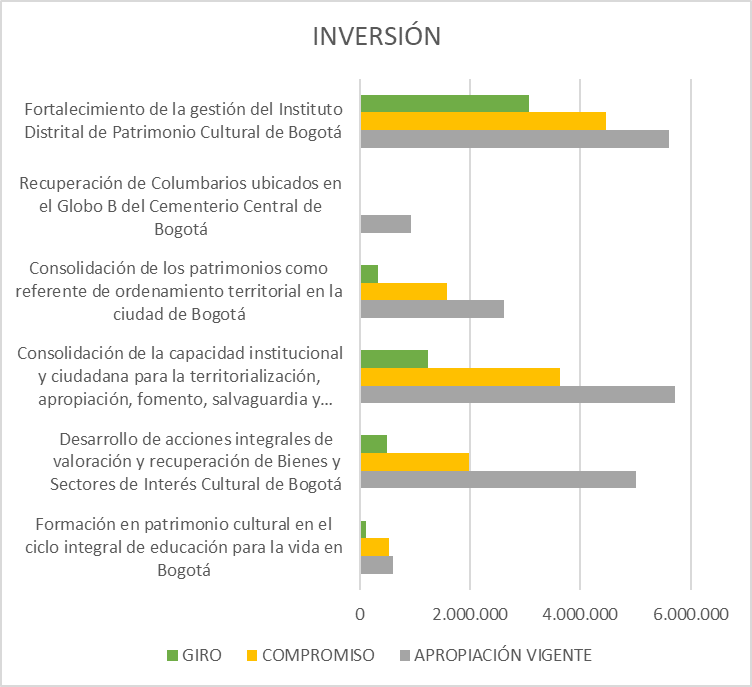 INVERSIÓN
Fortalecimiento de la gestión del Instituto
Distrital de Patrimonio Cultural de Bogotá
Recuperación de Columbarios ubicados en
el Globo B del Cementerio Central de
Bogotá
Consolidación de los patrimonios como
referente de ordenamiento territorial en la
ciudad de Bogotá
Consolidación de la capacidad institucional
y ciudadana para la territorialización,
apropiación, fomento, salvaguardia y…
Desarrollo de acciones integrales de
valoración y recuperación de Bienes y
Sectores de Interés Cultural de Bogotá
Formación en patrimonio cultural en el
ciclo integral de educación para la vida en
Bogotá
0 2.000.000 4.000.000 6.000.000
GIRO COMPROMISO APROPIACIÓN VIGENTE